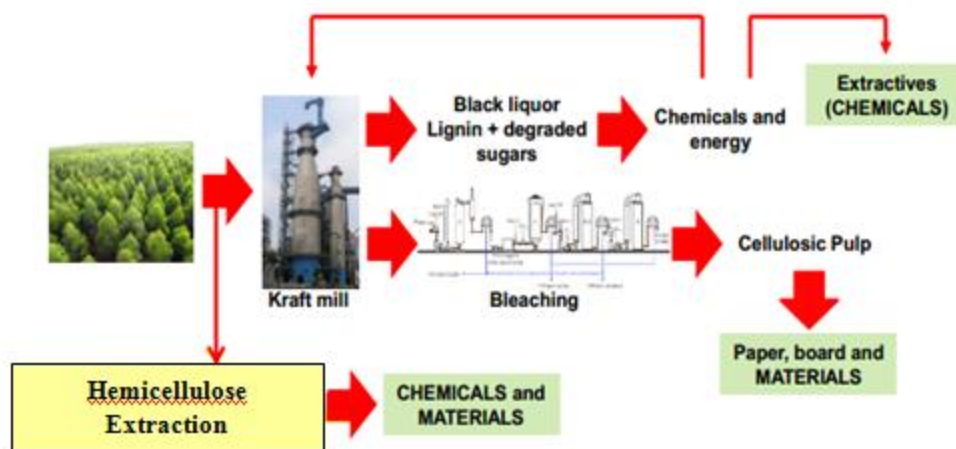 Extractives
(CHEMICALS)
Black liquor
Lignin + degraded
sugars
Chemicals and
energy
Kraft mill
Bleaching
Cellulosic Pulp
Paper, board and
MATERIALS
Hemicellulose
Extraction
CHEMICALS and
MATERIALS